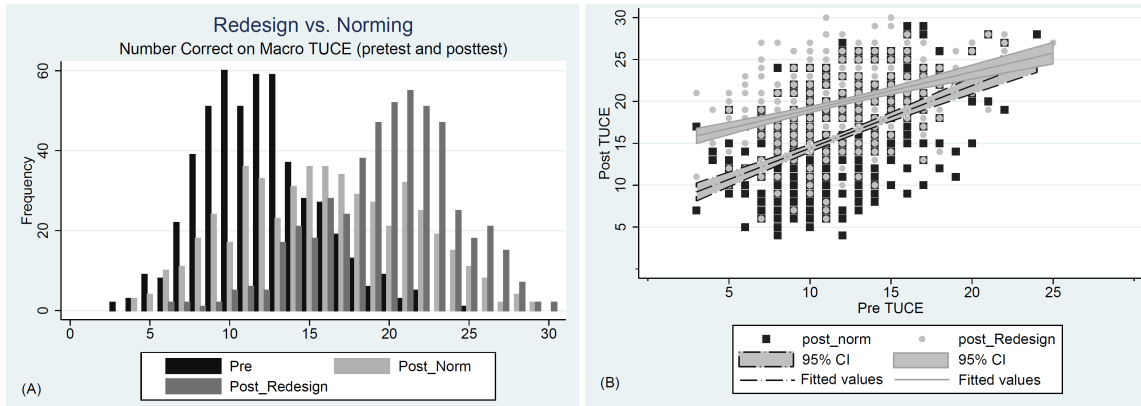 Redesign vs. Norming
Number Correct on Macro TUCE (pretest and posttest)
Frequency
60
40
20
0
0 5 10 15 20 25 30
Pre Post_Norm
Post_Redesign
(A)
Post TUCE
30
25
20
15
10
5
5 10 15 20 25
Pre TUCE
post_norm post_Redesign
95% CI 95% CI
Fitted values Fitted values
(B)